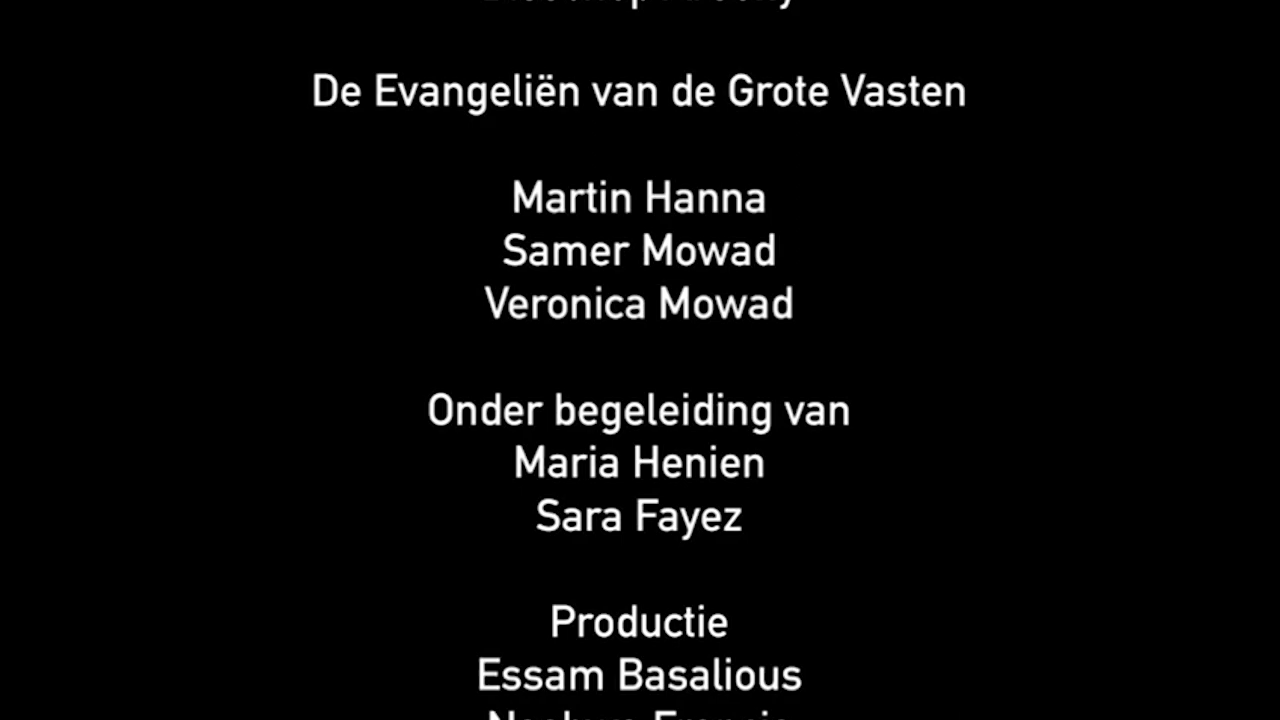 De Evangeliën van de Grote Vasten
Martin Hanna
Samer Mowad
Veronica Mowad
Onder begeleiding van
Maria Henien
Sara Fayez
Productie
Essam Basalious